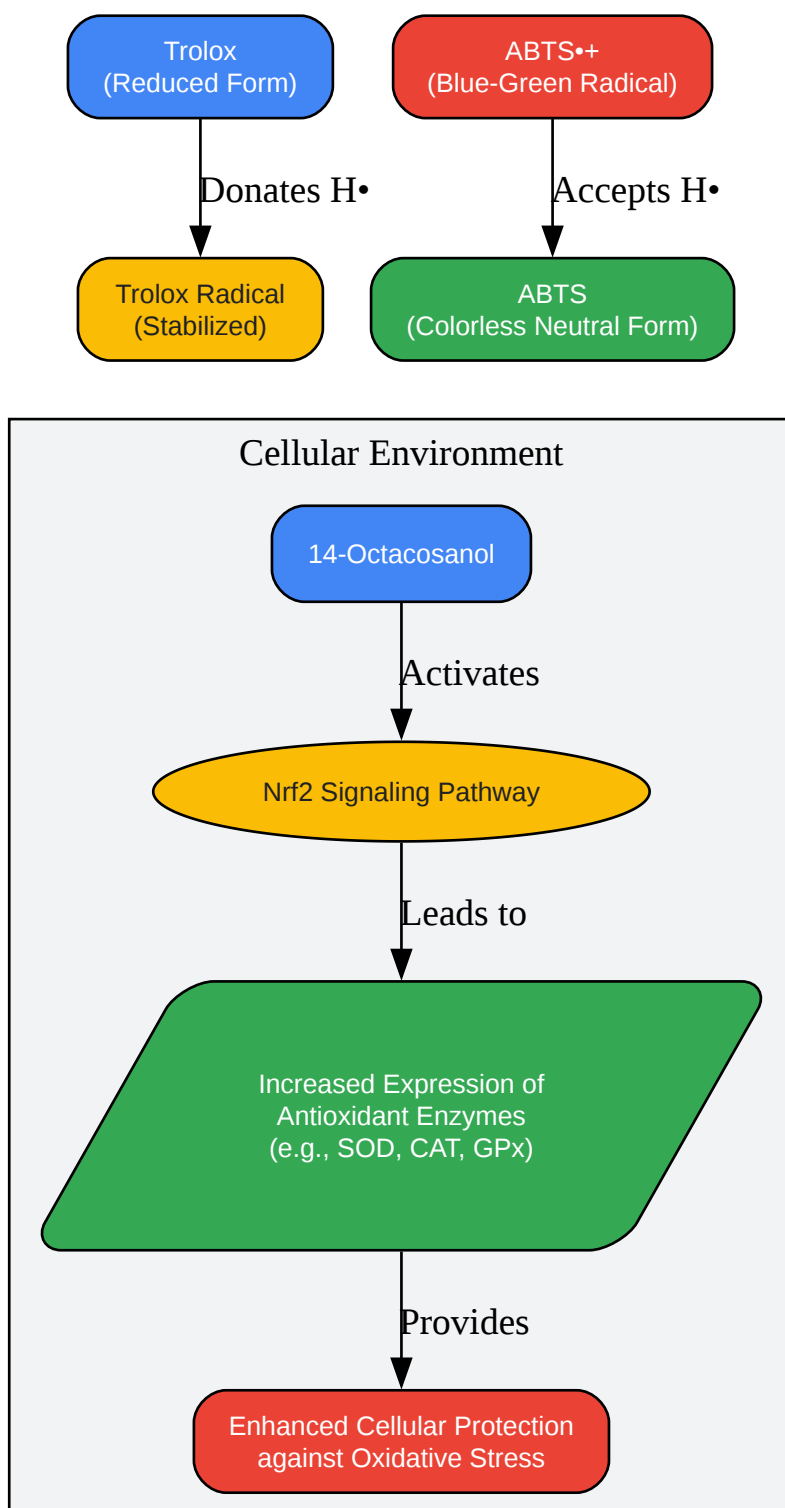 Trolox
(Reduced Form)
ABTS•+
(Blue-Green Radical)
Donates H•
Accepts H•
Trolox Radical
(Stabilized)
ABTS
(Colorless Neutral Form)
Cellular Environment
14-Octacosanol
Activates
Nrf2 Signaling Pathway
Leads to
Increased Expression of
Antioxidant Enzymes
(e.g., SOD, CAT, GPx)
Provides
Enhanced Cellular Protection
against Oxidative Stress